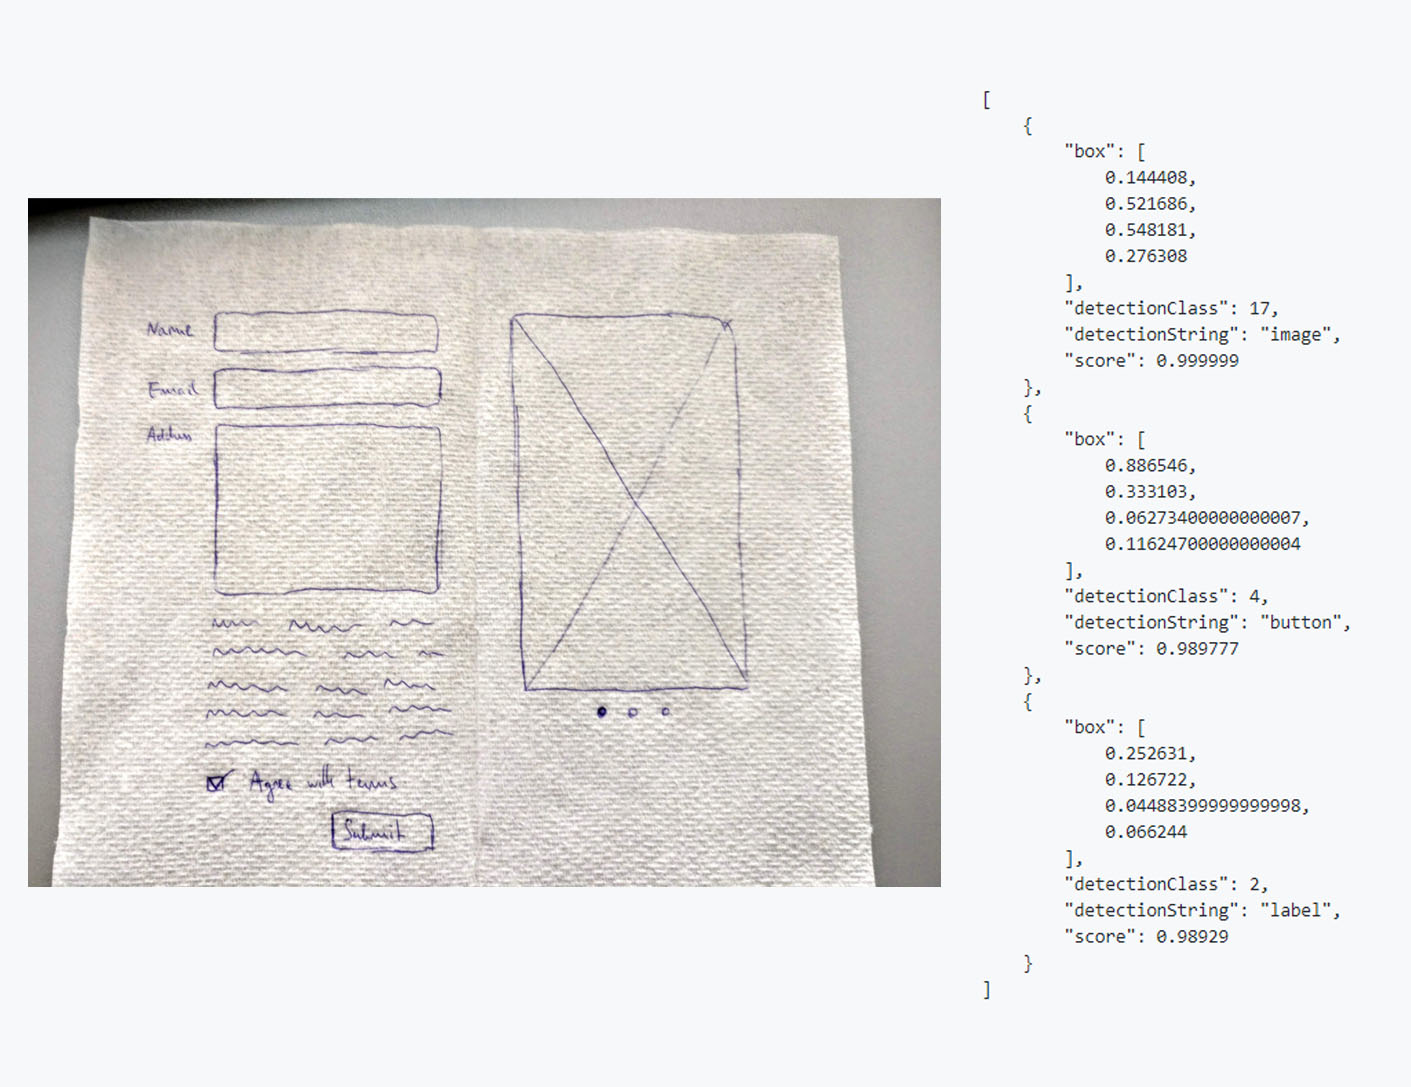 Name
Email
Address
Agree with terms
Submit
[
{
"box": [
0.144408,
0.521686,
0.548181,
0.276308
],
"detectionClass": 17,
"detectionString": "image",
"score": 0.999999
},
{
"box": [
0.886546,
0.333103,
0.06273400000000007,
0.11624700000000004
],
"detectionClass": 4,
"detectionString": "button",
"score": 0.989777
},
{
"box": [
0.252631,
0.126722,
0.04488399999999998,
0.066244
],
"detectionClass": 2,
"detectionString": "label",
"score": 0.98929
}
]